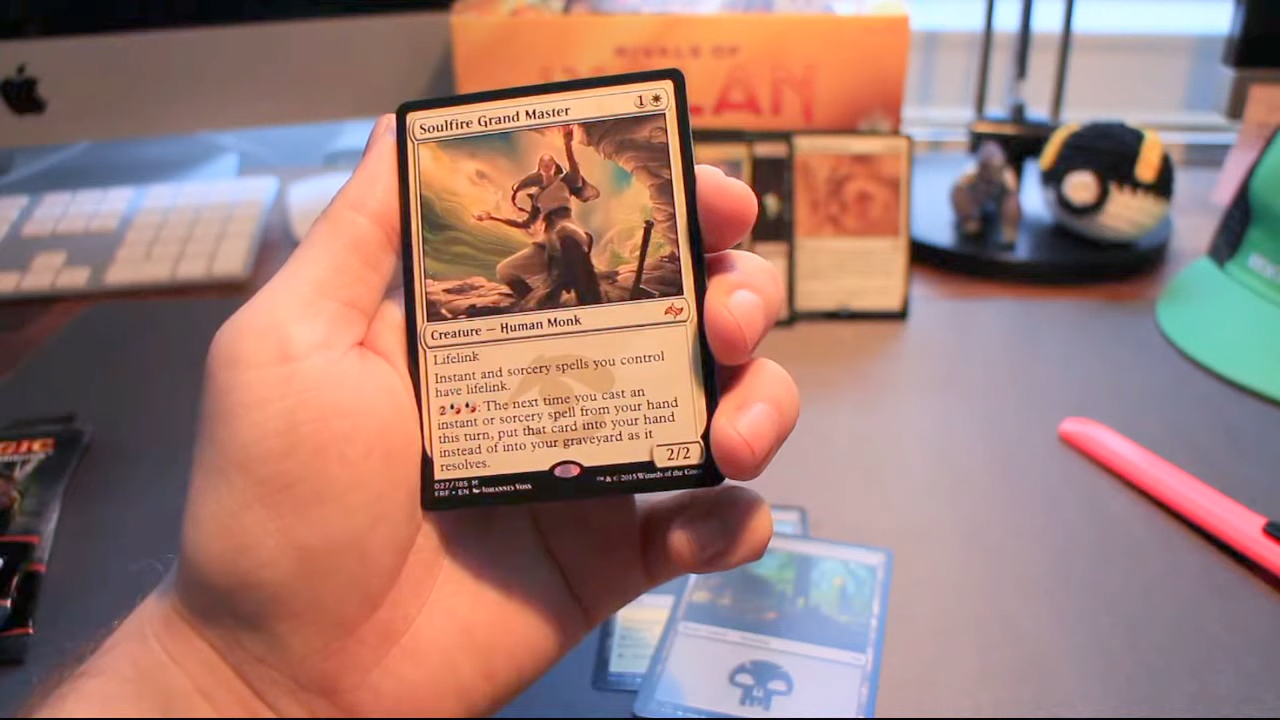 RIVALS OF
Soulfire Grand Master 1
Creature — Human Monk
Lifelink
Instant and sorcery spells you control
have lifelink.
2 : The next time you cast an
instant or sorcery spell from your hand
this turn, put that card into your hand
instead of into your graveyard as it
resolves.
2/2
027/185 M
FRF • EN Johannes Voss
™ & © 2015 Wizards of the